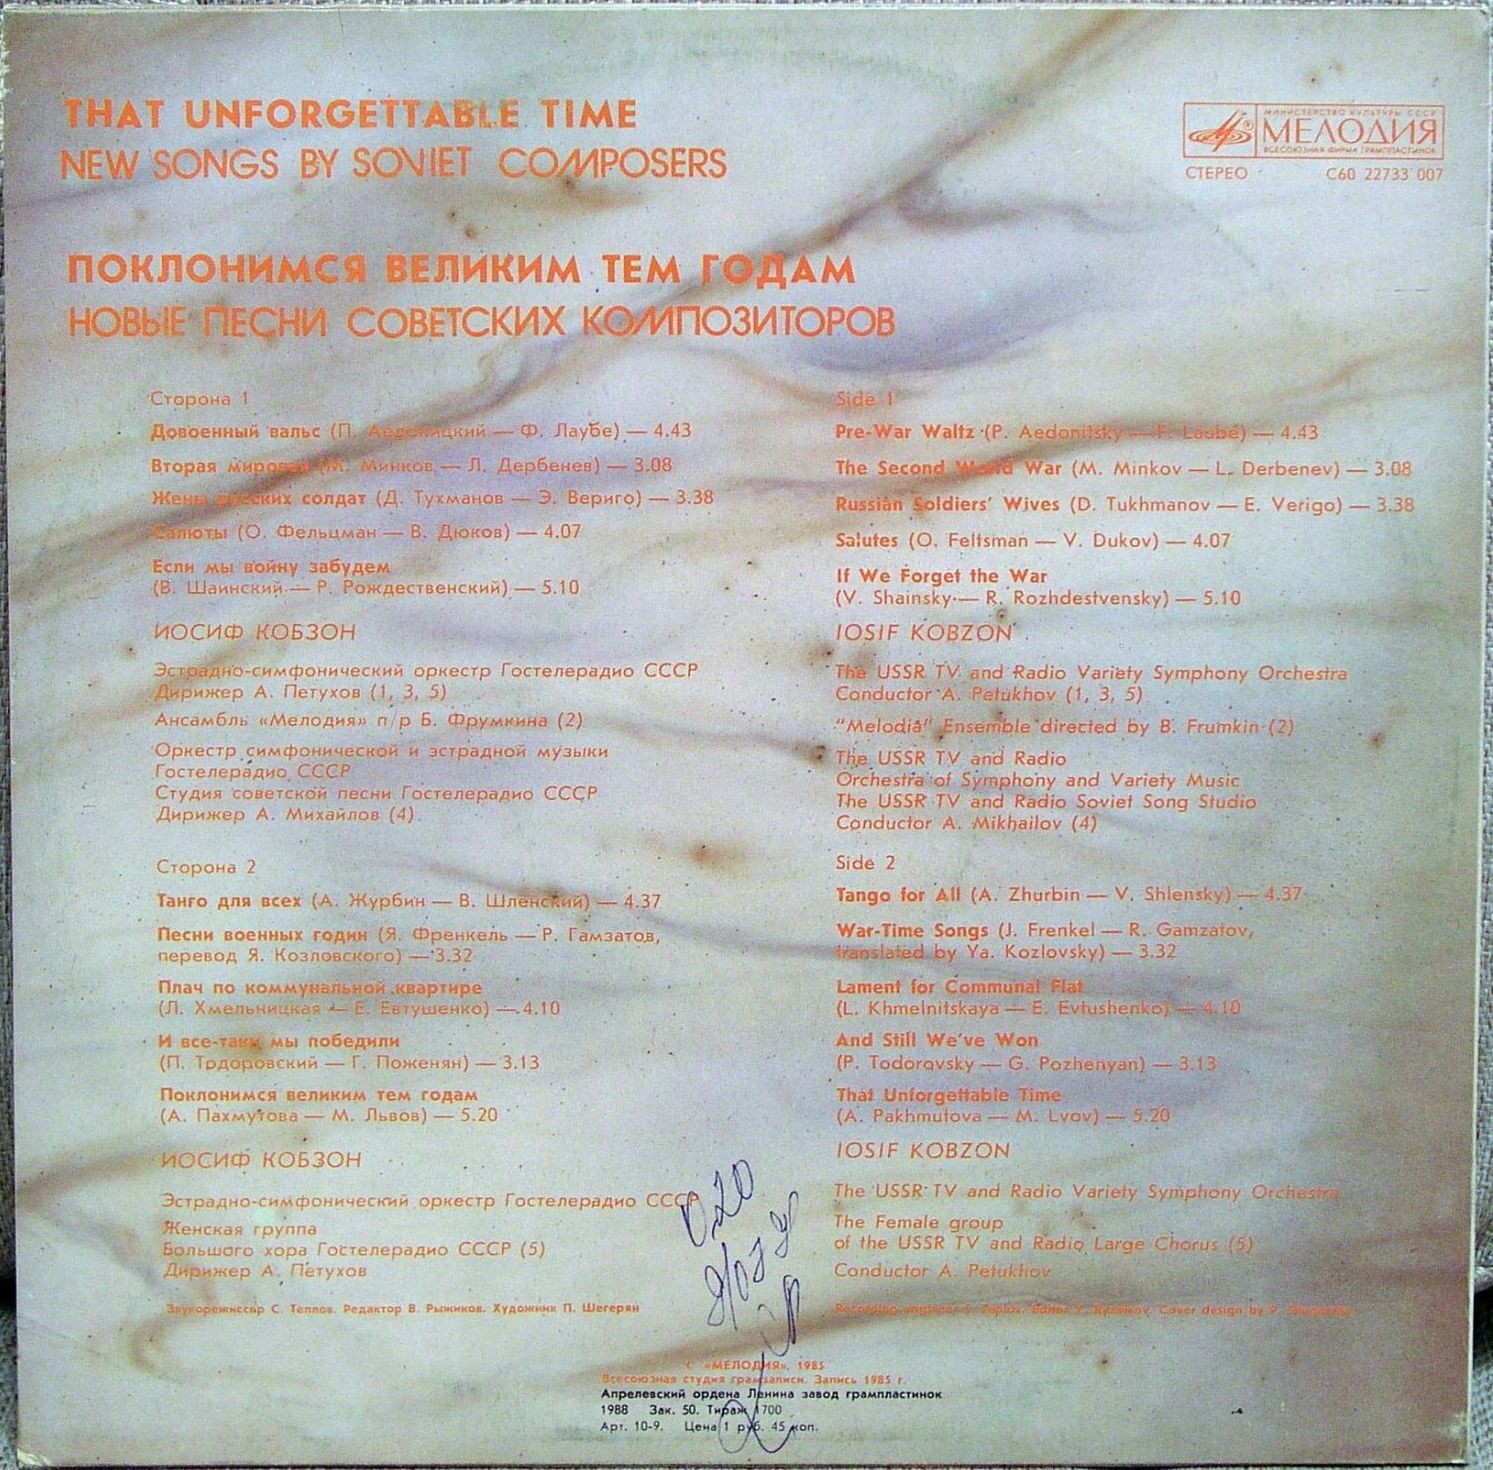 THAT UNFORGETTABLE TIME
NEW SONGS BY SOVIET COMPOSERS
МИНИСТЕРСТВО КУЛЬТУРЫ СССР
МЕЛОДИЯ
ВСЕСОЮЗНАЯ ФИРМА ГРАМПЛАСТИНОК
СТЕРЕО С60 22733 007
ПОКЛОНИМСЯ ВЕЛИКИМ ТЕМ ГОДАМ
НОВЫЕ ПЕСНИ СОВЕТСКИХ КОМПОЗИТОРОВ
Сторона 1
Довоенный вальс (П. Аедоницкий — Ф. Лаубе) — 4.43
Вторая мировая (М. Минков — Л. Дербенев) — 3.08
Жены русских солдат (Д. Тухманов — Э. Вериго) — 3.38
Салюты (О. Фельцман — В. Дюков) — 4.07
Если мы войну забудем
(В. Шаинский — Р. Рождественский) — 5.10
ИОСИФ КОБЗОН
Эстрадно-симфонический оркестр Гостелерадио СССР
Дирижер А. Петухов (1, 3, 5)
Ансамбль «Мелодия» п/р Б. Фрумкина (2)
Оркестр симфонической и эстрадной музыки
Гостелерадио СССР
Студия советской песни Гостелерадио СССР
Дирижер А. Михайлов (4)
Сторона 2
Танго для всех (А. Журбин — В. Шленский) — 4.37
Песни военных годин (Я. Френкель — Р. Гамзатов,
перевод Я. Козловского) — 3.32
Плач по коммунальной квартире
(Л. Хмельницкая — Е. Евтушенко) — 4.10
И все-таки мы победили
(П. Тодоровский — Г. Поженян) — 3.13
Поклонимся великим тем годам
(А. Пахмутова — М. Львов) — 5.20
ИОСИФ КОБЗОН
Эстрадно-симфонический оркестр Гостелерадио СССР
Женская группа
Большого хора Гостелерадио СССР (5)
Дирижер А. Петухов
Звукорежиссер С. Теплов. Редактор В. Рыжиков. Художник П. Шегерян
Side 1
Pre-War Waltz (P. Aedonitsky — F. Laube) — 4.43
The Second World War (M. Minkov — L. Derbenev) — 3.08
Russian Soldiers' Wives (D. Tukhmanov — E. Verigo) — 3.38
Salutes (O. Feltsman — V. Dukov) — 4.07
If We Forget the War
(V. Shainsky — R. Rozhdestvensky) — 5.10
IOSIF KOBZON
The USSR TV and Radio Variety Symphony Orchestra
Conductor A. Petukhov (1, 3, 5)
"Melodia" Ensemble directed by B. Frumkin (2)
The USSR TV and Radio
Orchestra of Symphony and Variety Music
The USSR TV and Radio Soviet Song Studio
Conductor A. Mikhailov (4)
Side 2
Tango for All (A. Zhurbin — V. Shlensky) — 4.37
War-Time Songs (J. Frenkel — R. Gamzatov,
translated by Ya. Kozlovsky) — 3.32
Lament for Communal Flat
(L. Khmelnitskaya — E. Evtushenko) — 4.10
And Still We've Won
(P. Todorovsky — G. Pozhenyan) — 3.13
That Unforgettable Time
(A. Pakhmutova — M. Lvov) — 5.20
IOSIF KOBZON
The USSR TV and Radio Variety Symphony Orchestra
The Female group
of the USSR TV and Radio Large Chorus (5)
Conductor A. Petukhov
Recording engineer S. Teplov. Editor V. Ryzhikov. Cover design by P.
С «МЕЛОДИЯ», 1985
Всесоюзная студия грамзаписи. Запись 1985 г.
Апрелевский ордена Ленина завод грампластинок
1988 Зак. 50. Тираж 1700
Арт. 10-9. Цена 1 руб. 45 коп.